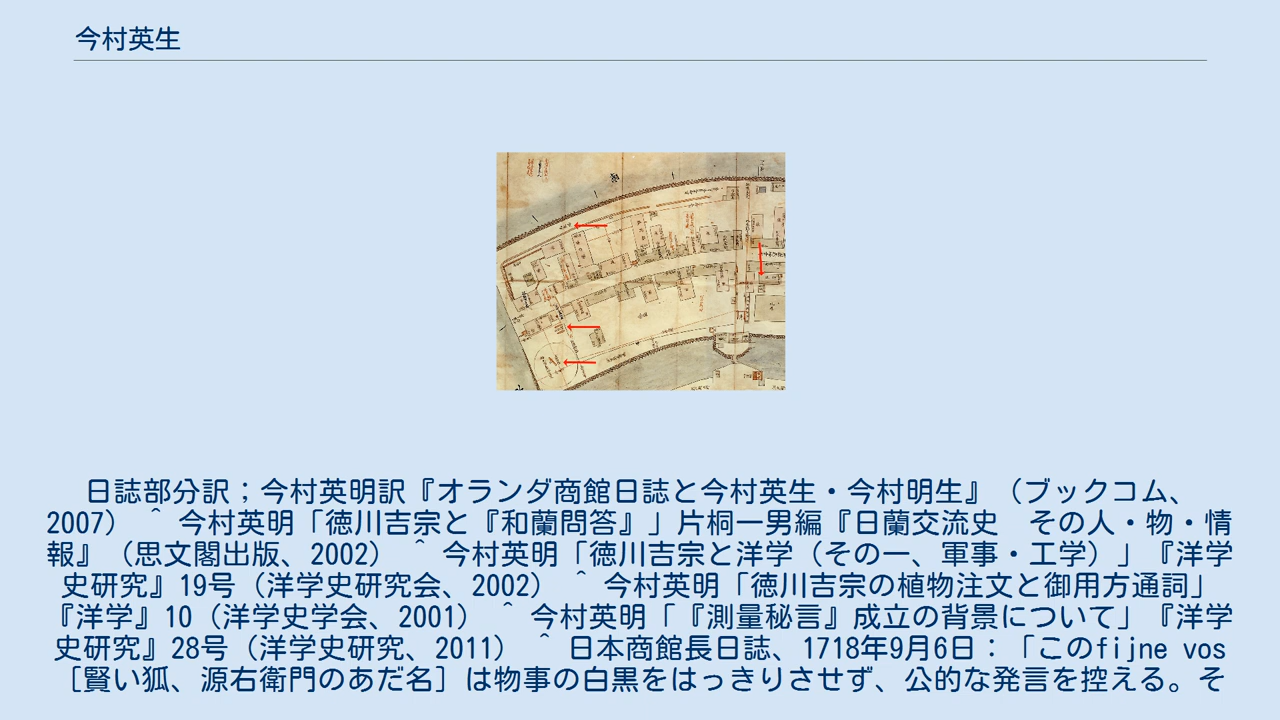 今村英生
日誌部分訳；今村英明訳『オランダ商館日誌と今村英生・今村明生』（ブックコム、
2007） ^ 今村英明「徳川吉宗と『和蘭問答』」片桐一男編『日蘭交流史　その人・物・情
報』（思文閣出版、2002） ^ 今村英明「徳川吉宗と洋学（その一、軍事・工学）」『洋学
史研究』19号（洋学史研究会、2002） ^ 今村英明「徳川吉宗の植物注文と御用方通詞」
『洋学』10（洋学史学会、2001） ^ 今村英明「『測量秘言』成立の背景について」『洋学
史研究』28号（洋学史研究、2011） ^ 日本商館長日誌、1718年9月6日：「このfijne vos
［賢い狐、源右衛門のあだ名］は物事の白黒をはっきりさせず、公的な発言を控える。そ